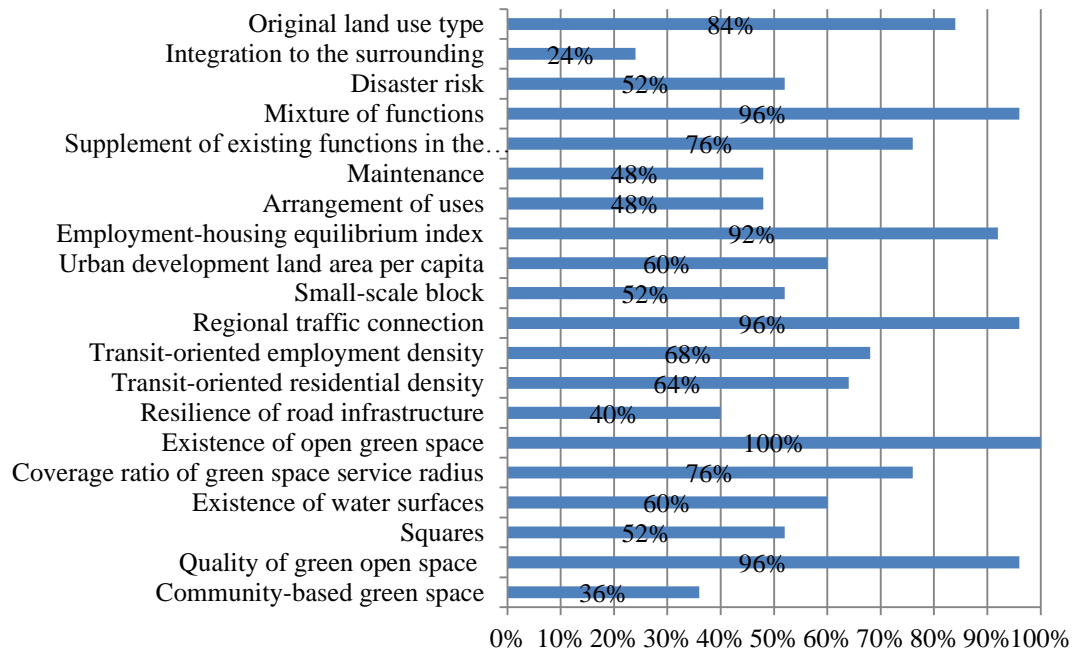 Original land use type 84%
Integration to the surrounding 24%
Disaster risk 52%
Mixture of functions 96%
Supplement of existing functions in the… 76%
Maintenance 48%
Arrangement of uses 48%
Employment-housing equilibrium index 92%
Urban development land area per capita 60%
Small-scale block 52%
Regional traffic connection 96%
Transit-oriented employment density 68%
Transit-oriented residential density 64%
Resilience of road infrastructure 40%
Existence of open green space 100%
Coverage ratio of green space service radius 76%
Existence of water surfaces 60%
Squares 52%
Quality of green open space 96%
Community-based green space 36%
0% 10% 20% 30% 40% 50% 60% 70% 80% 90% 100%